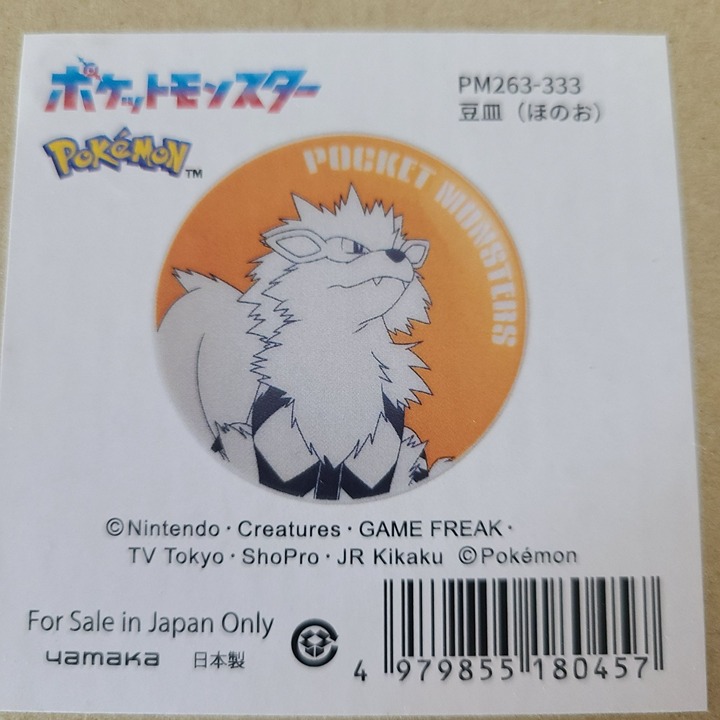 ポケットモンスター
PM263-333
豆皿（ほのお）
POKéMON™
POCKET MONSTERS
©Nintendo・Creatures・GAME FREAK・
TV Tokyo・ShoPro・JR Kikaku ©Pokémon
For Sale in Japan Only
yamaka 日本製
4 979855 180457